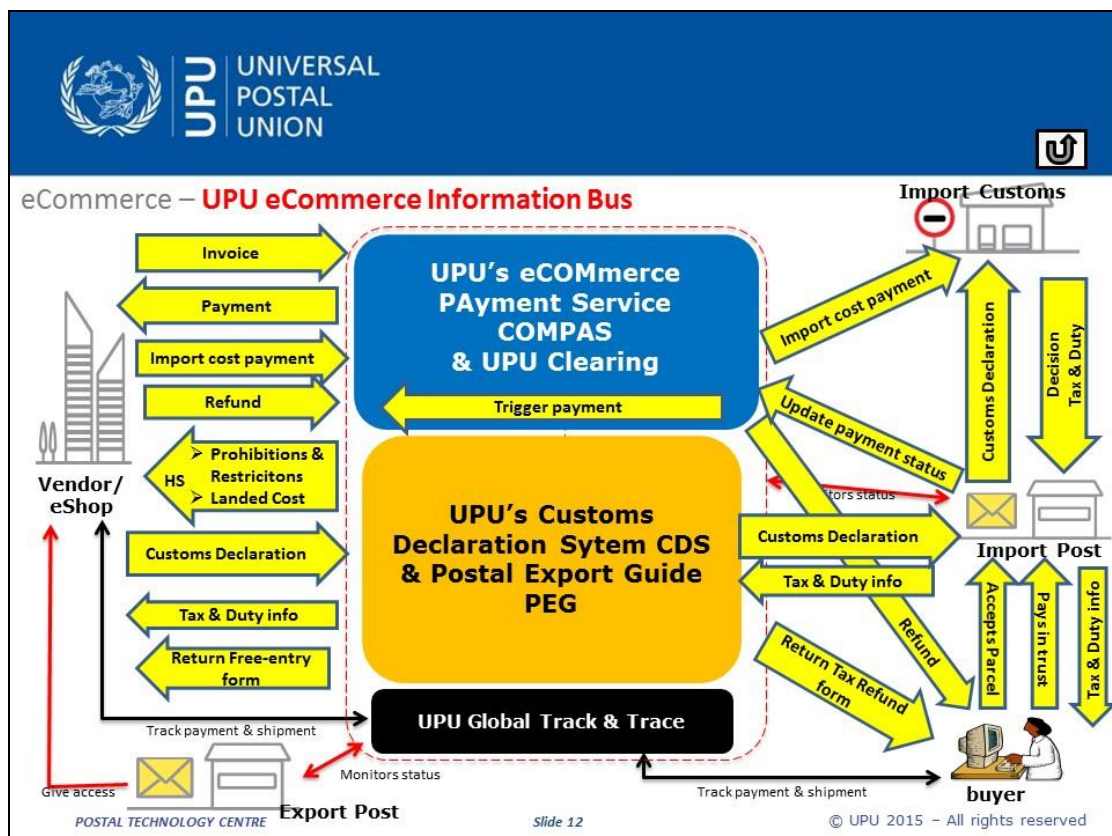 UPU
UNIVERSAL
POSTAL
UNION
eCommerce – UPU eCommerce Information Bus
Import Customs
Invoice
Payment
Import cost payment
Refund
HS
➢ Prohibitions &
Restricitons
➢ Landed Cost
Vendor/
eShop
Customs Declaration
Tax & Duty info
Return Free-entry
form
Track payment & shipment
Give access
Export Post
Monitors status
UPU's eCOMmerce
PAyment Service
COMPAS
& UPU Clearing
Trigger payment
UPU's Customs
Declaration Sytem CDS
& Postal Export Guide
PEG
UPU Global Track & Trace
Import cost payment
Update payment status
Customs Declaration
Decision
Tax & Duty
status
Import Post
Customs Declaration
Tax & Duty info
Refund
Return Tax Refund
form
Accepts Parcel
Pays in trust
Tax & Duty info
Track payment & shipment
buyer
POSTAL TECHNOLOGY CENTRE
Slide 12
© UPU 2015 – All rights reserved